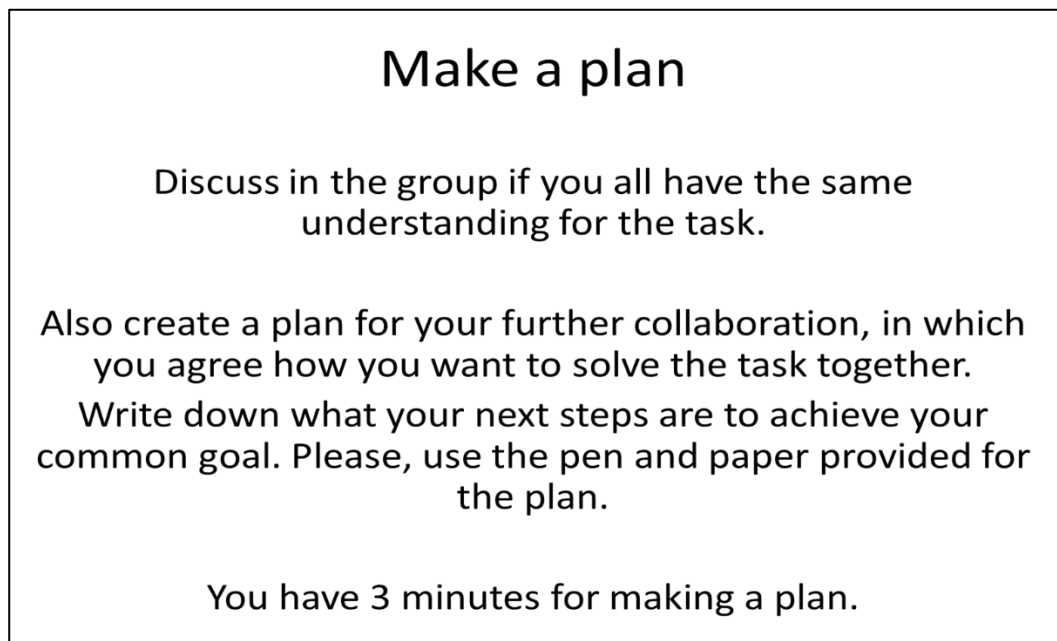 Make a plan
Discuss in the group if you all have the same
understanding for the task.
Also create a plan for your further collaboration, in which
you agree how you want to solve the task together.
Write down what your next steps are to achieve your
common goal. Please, use the pen and paper provided for
the plan.
You have 3 minutes for making a plan.